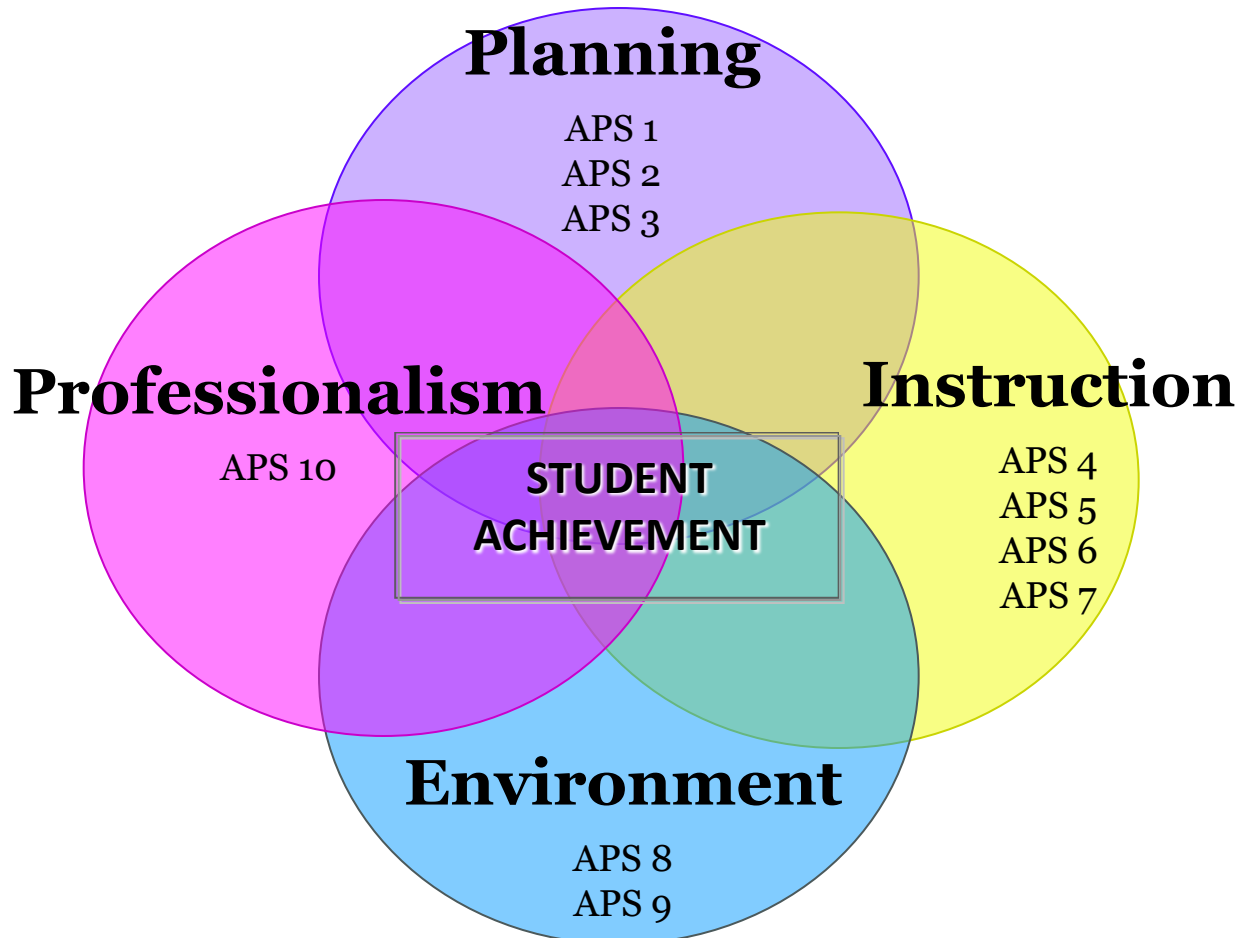 Planning
APS 1
APS 2
APS 3
Professionalism
APS 10
Instruction
APS 4
APS 5
APS 6
APS 7
STUDENT
ACHIEVEMENT
Environment
APS 8
APS 9